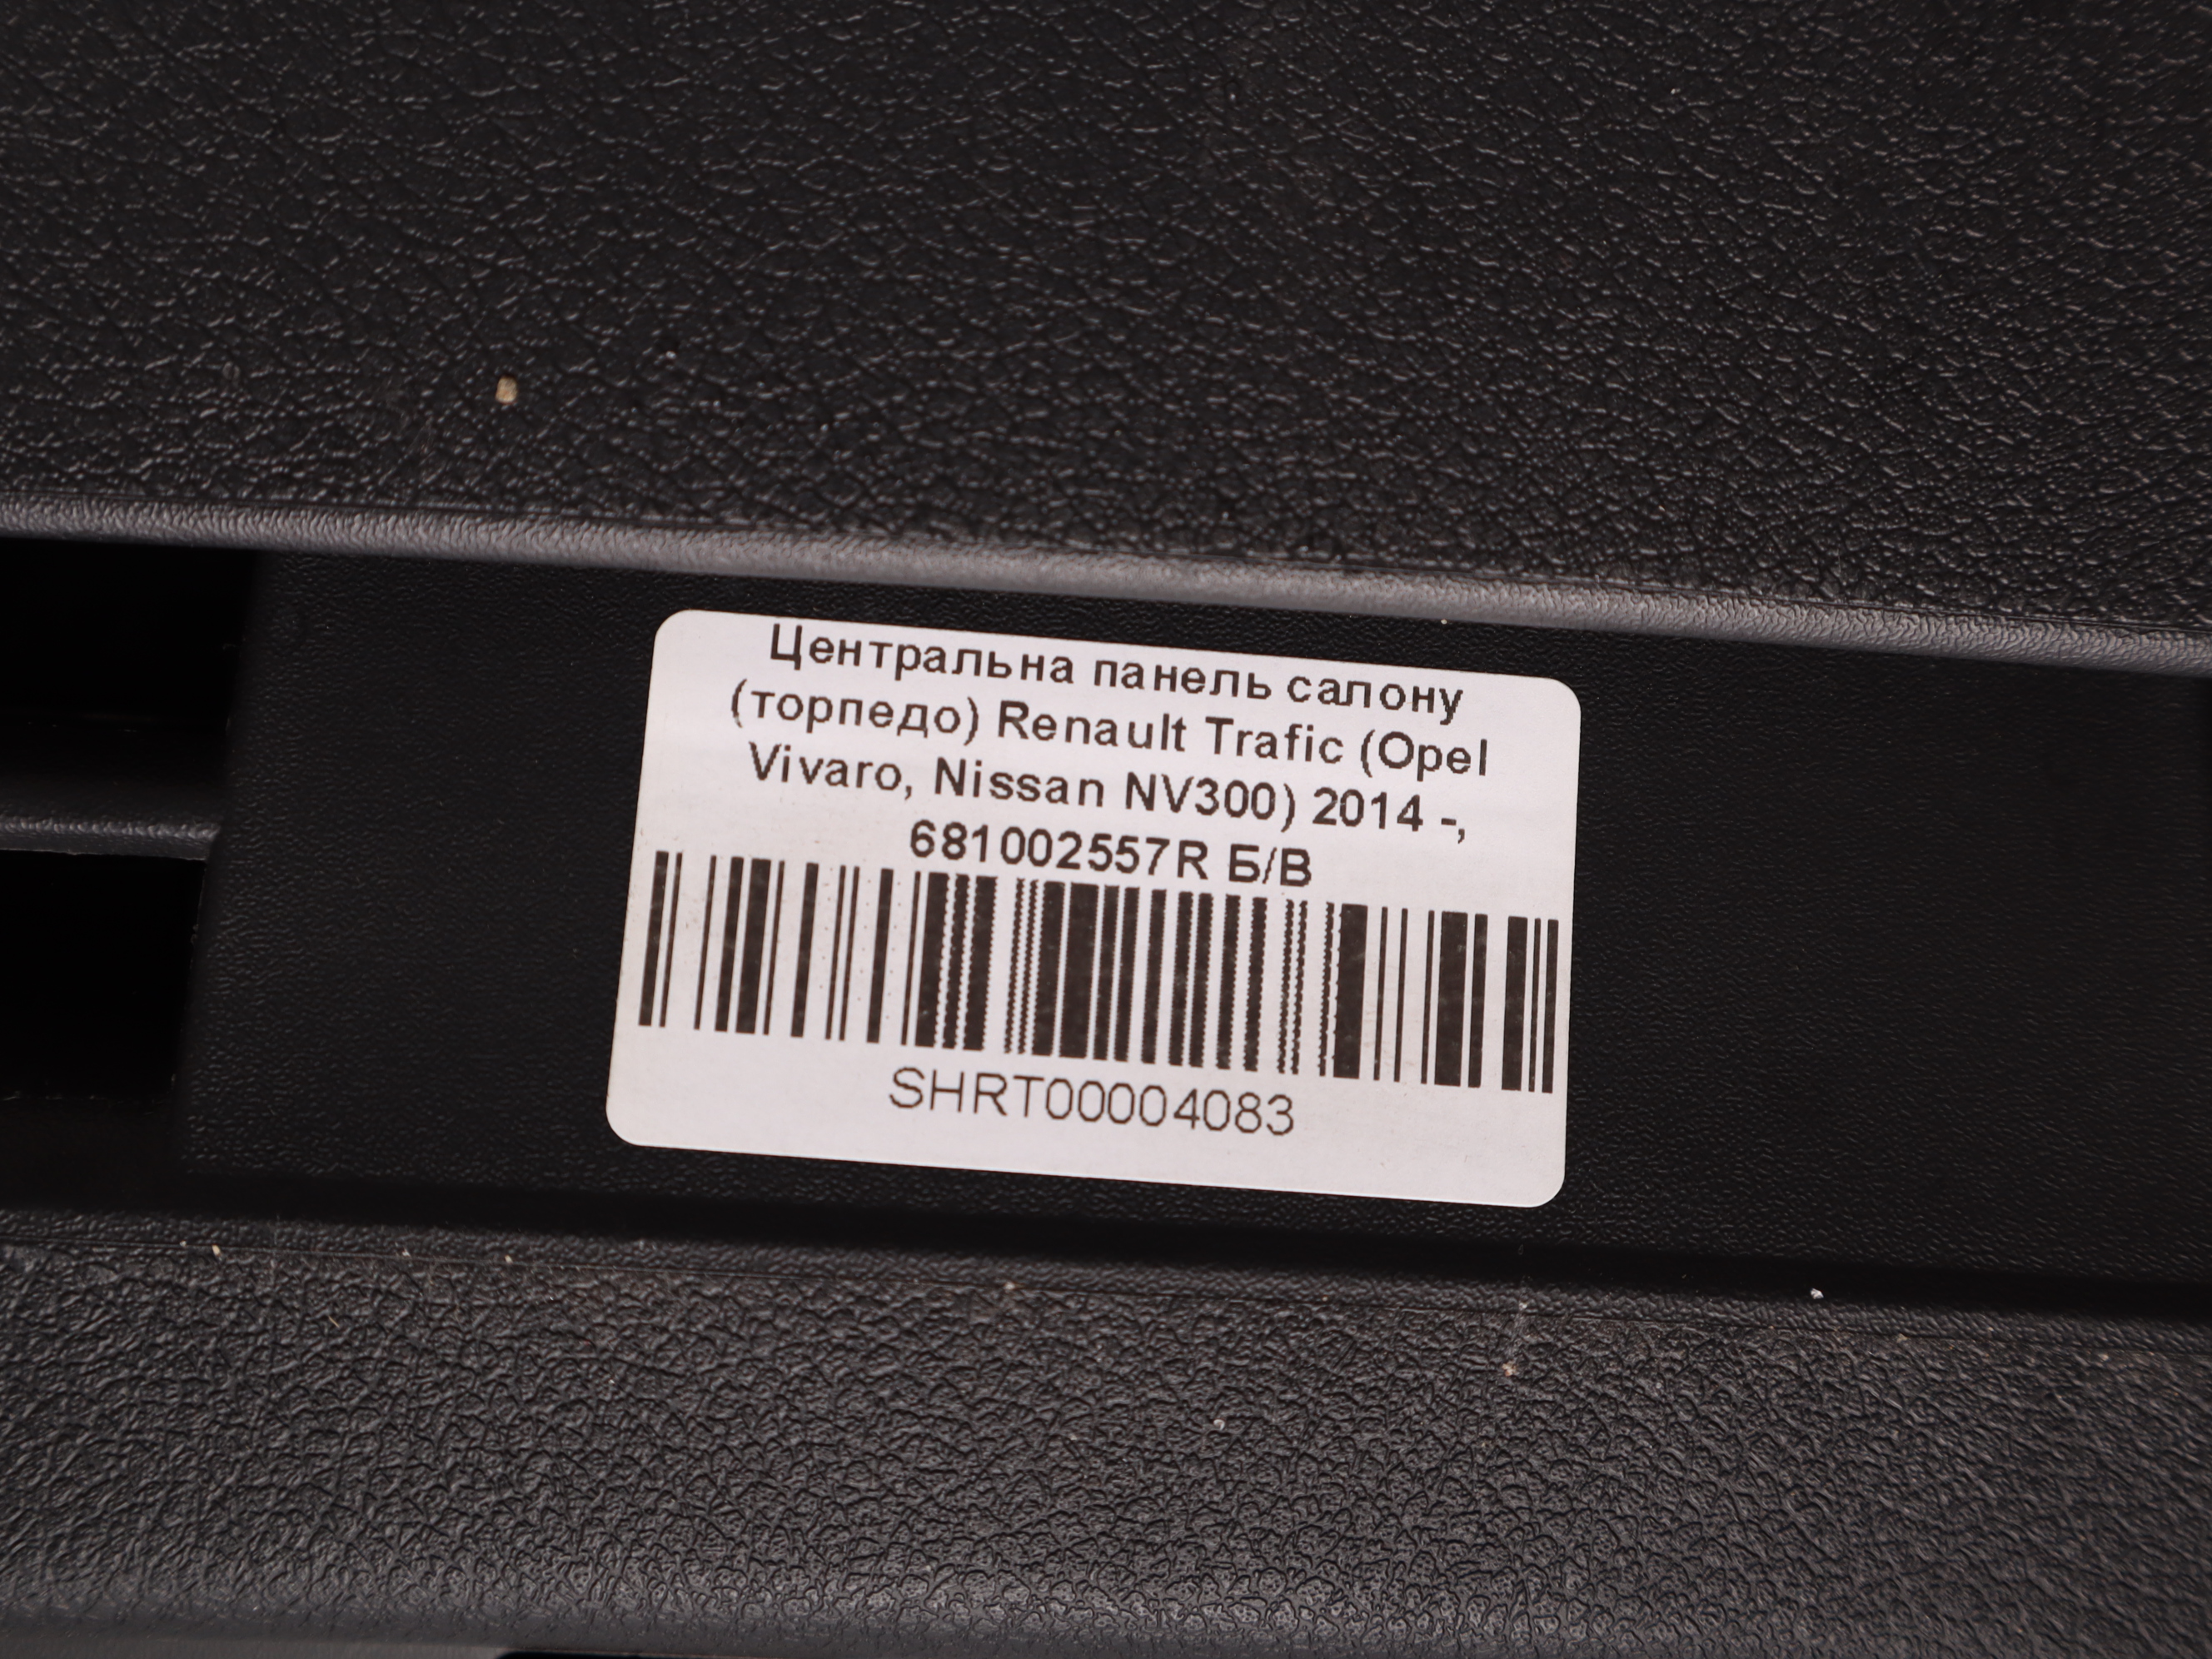 Центральна панель салону
(торпедо) Renault Trafic (Opel
Vivaro, Nissan NV300) 2014 -,
681002557R Б/В
SHRT00004083